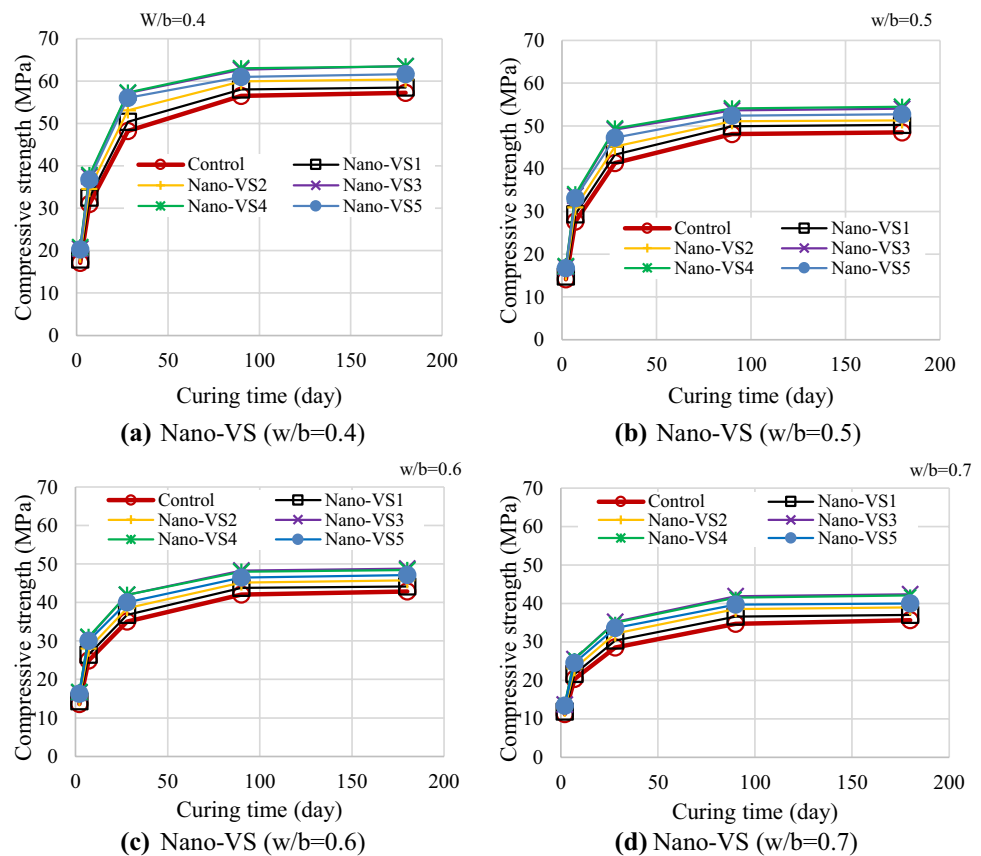 W/b=0.4
Compressive strength (MPa)
70
60
50
40
30
20
10
0
Control
Nano-VS1
Nano-VS2
Nano-VS3
Nano-VS4
Nano-VS5
0 50 100 150 200
Curing time (day)
(a) Nano-VS (w/b=0.4)
w/b=0.5
Compressive strength (MPa)
70
60
50
40
30
20
10
0
Control
Nano-VS1
Nano-VS2
Nano-VS3
Nano-VS4
Nano-VS5
0 50 100 150 200
Curing time (day)
(b) Nano-VS (w/b=0.5)
w/b=0.6
Compressive strength (MPa)
70
60
50
40
30
20
10
0
Control
Nano-VS1
Nano-VS2
Nano-VS3
Nano-VS4
Nano-VS5
0 50 100 150 200
Curing time (day)
(c) Nano-VS (w/b=0.6)
w/b=0.7
Compressive strength (MPa)
70
60
50
40
30
20
10
0
Control
Nano-VS1
Nano-VS2
Nano-VS3
Nano-VS4
Nano-VS5
0 50 100 150 200
Curing time (day)
(d) Nano-VS (w/b=0.7)